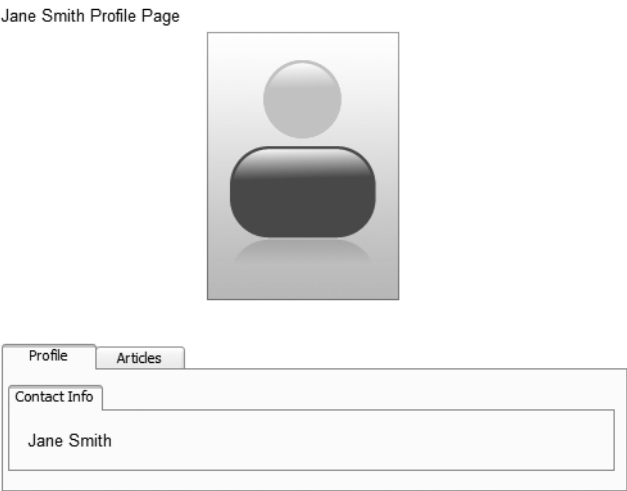 Jane Smith Profile Page
Profile Articles
Contact Info
Jane Smith